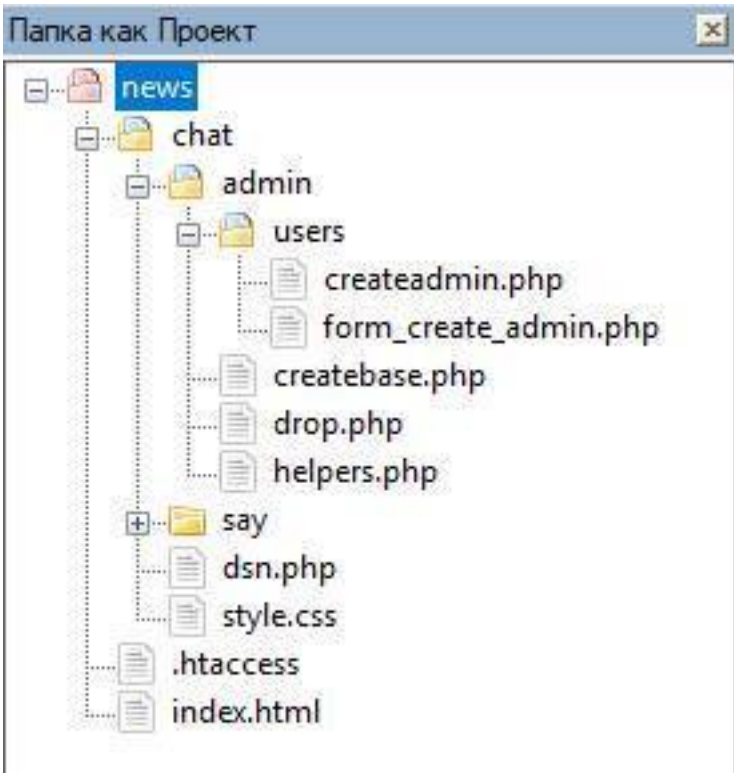 Папка как Проект
news
chat
admin
users
createadmin.php
form_create_admin.php
createbase.php
drop.php
helpers.php
say
dsn.php
style.css
.htaccess
index.html